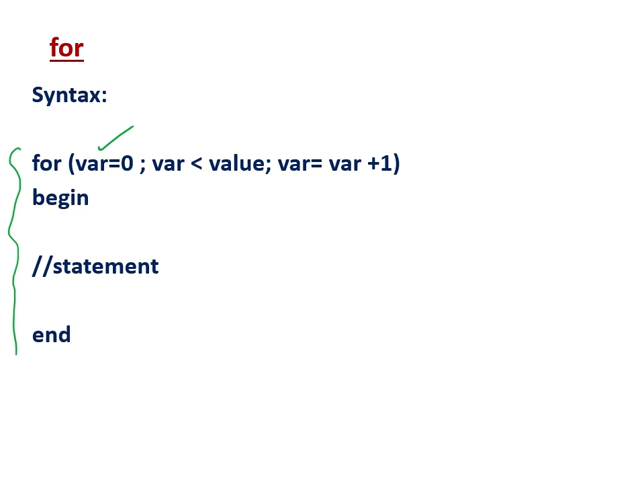 for
Syntax:
for (var=0 ; var < value; var= var +1)
begin
//statement
end